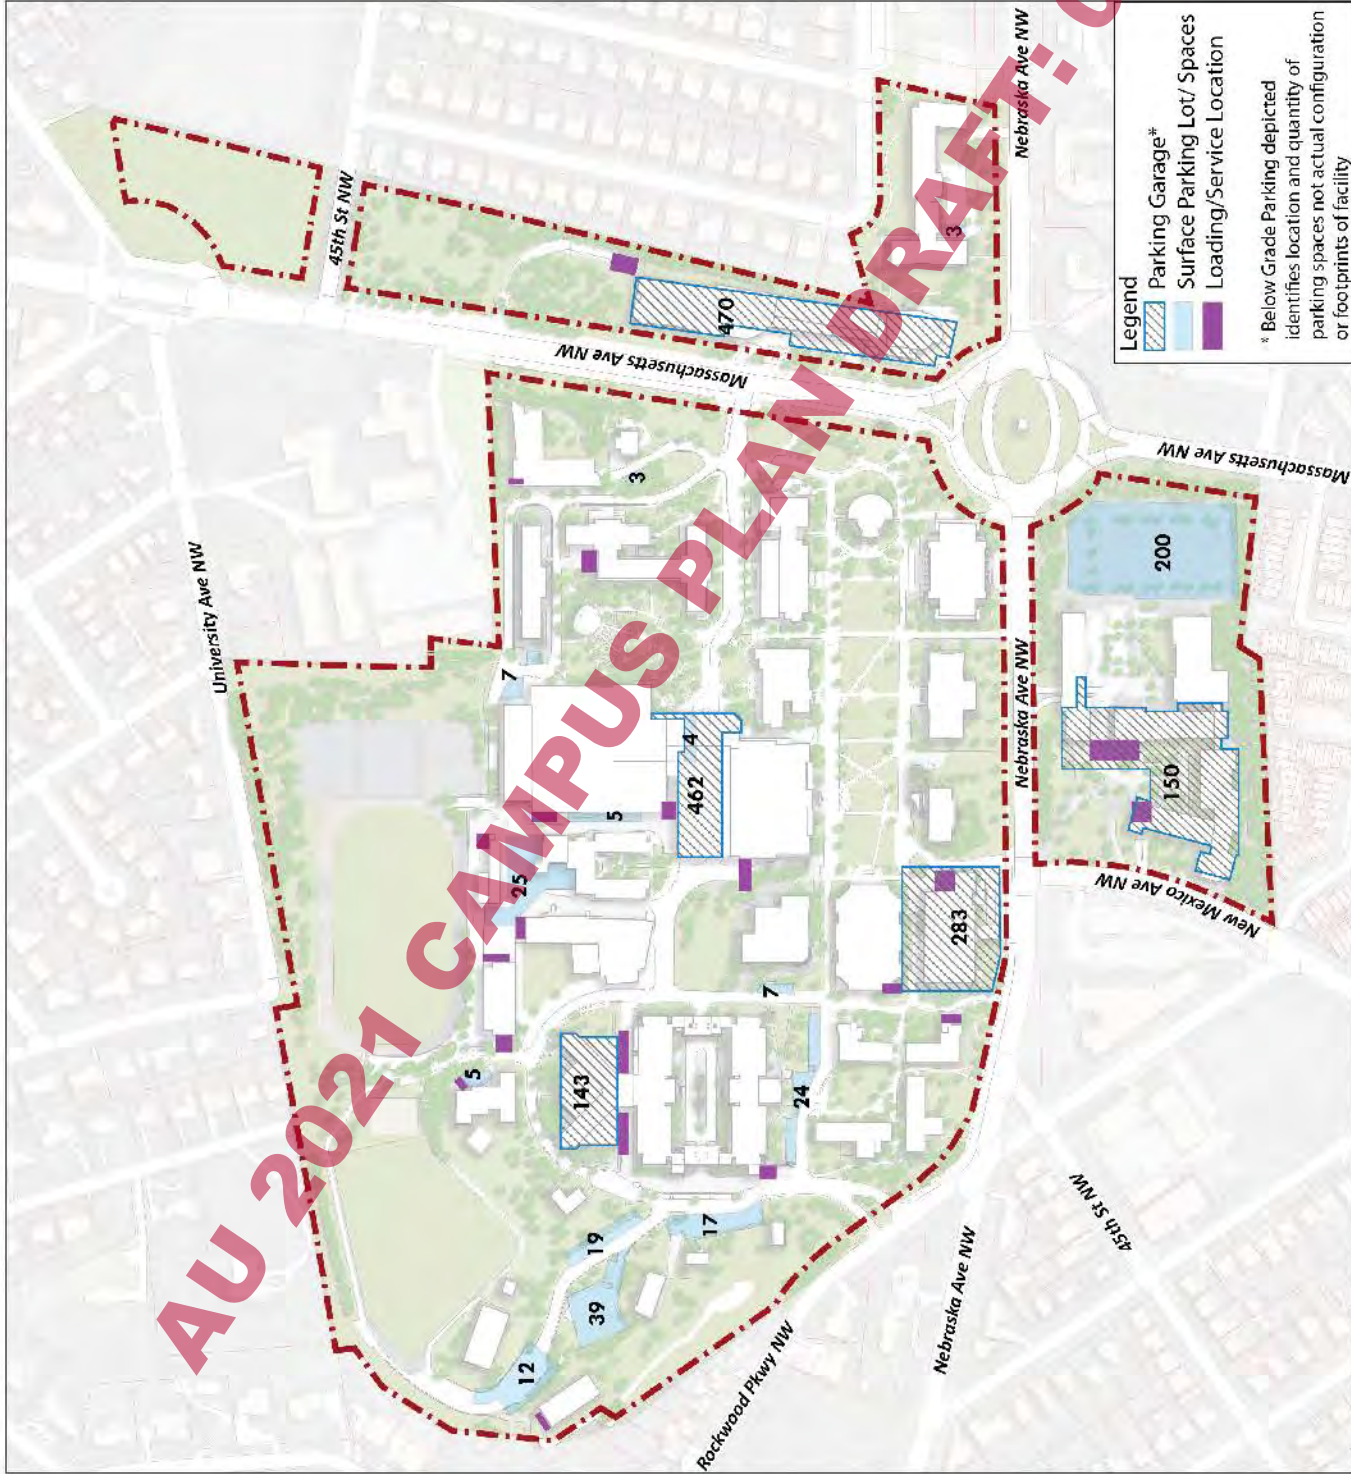 AU 2021 CAMPUS PLAN DRAFT:
University Ave NW
45th St NW
Massachusetts Ave NW
Nebraska Ave NW
Massachusetts Ave NW
Nebraska Ave NW
New Mexico Ave NW
45th St NW
Nebraska Ave NW
Rockwood Pkwy NW
12
39
19
17
5
143
24
7
25
5
462
4
283
7
3
470
3
200
150
Legend
Parking Garage*
Surface Parking Lot/ Spaces
Loading/Service Location
* Below Grade Parking depicted
identifies location and quantity of
parking spaces not actual configuration
or footprints of facility